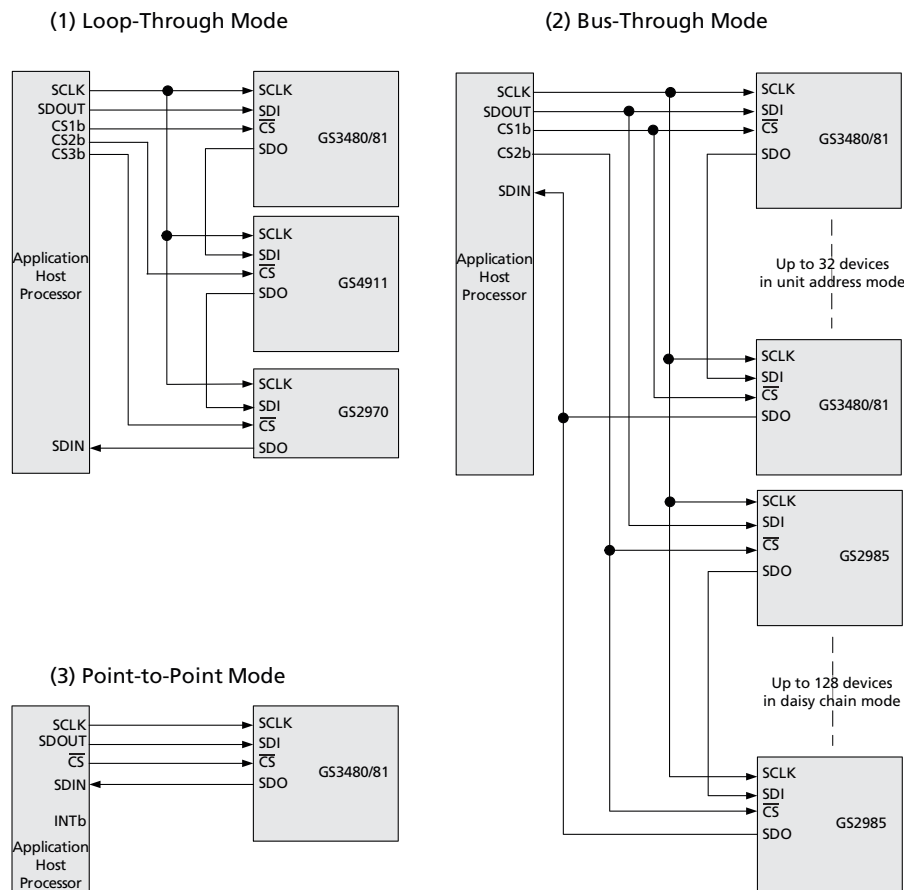 (1) Loop-Through Mode
SCLK
SDOUT
CS1b
CS2b
CS3b
Application
Host
Processor
SDIN
SCLK
SDI
CS
SDO
GS3480/81
SCLK
SDI
CS
SDO
GS4911
SCLK
SDI
CS
SDO
GS2970
(2) Bus-Through Mode
SCLK
SDOUT
CS1b
CS2b
SDIN
Application
Host
Processor
SCLK
SDI
CS
SDO
GS3480/81
Up to 32 devices
in unit address mode
SCLK
SDI
CS
SDO
GS3480/81
SCLK
SDI
CS
SDO
GS2985
Up to 128 devices
in daisy chain mode
SCLK
SDI
CS
SDO
GS2985
(3) Point-to-Point Mode
SCLK
SDOUT
CS
SDIN
INTb
Application
Host
Processor
SCLK
SDI
CS
SDO
GS3480/81